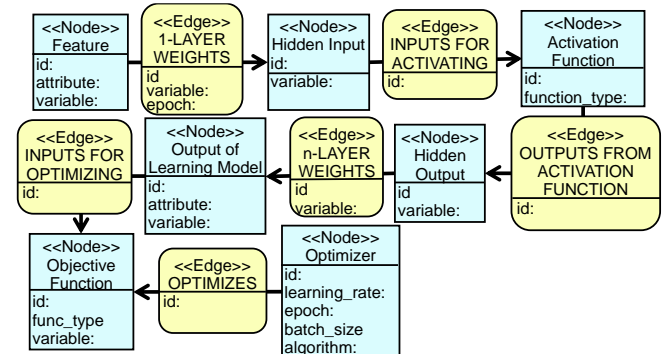 <<Node>>
Feature
id:
attribute:
variable:
<<Edge>>
1-LAYER
WEIGHTS
id
variable:
epoch:
<<Node>>
Hidden Input
id:
variable:
<<Edge>>
INPUTS FOR
ACTIVATING
id:
<<Node>>
Activation
Function
id:
function_type:
<<Edge>>
INPUTS FOR
OPTIMIZING
id:
<<Node>>
Output of
Learning Model
id:
attribute:
variable:
<<Edge>>
n-LAYER
WEIGHTS
id
variable:
<<Node>>
Hidden
Output
id
variable:
<<Edge>>
OUTPUTS FROM
ACTIVATION
FUNCTION
id:
<<Node>>
Objective
Function
id:
func_type
variable:
<<Edge>>
OPTIMIZES
id:
<<Node>>
Optimizer
id:
learning_rate:
epoch:
batch_size
algorithm: